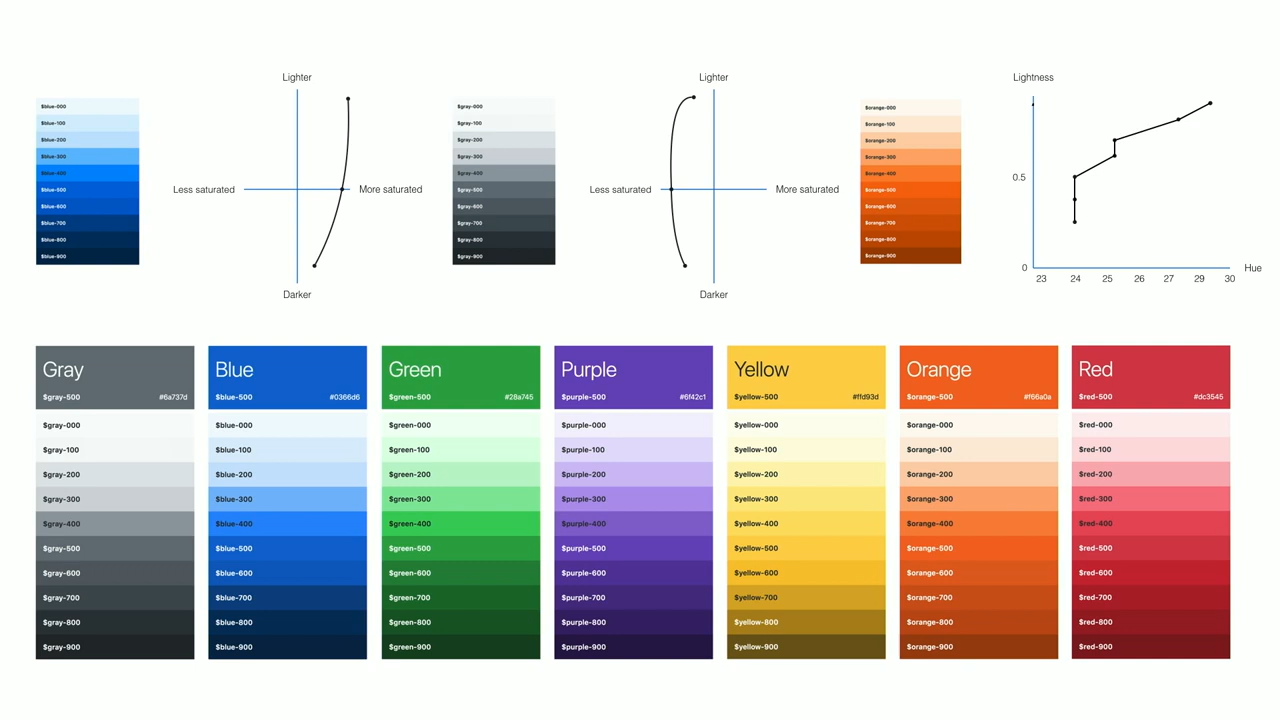 Lighter
Less saturated
More saturated
Darker
$blue-000
$blue-100
$blue-200
$blue-300
$blue-400
$blue-500
$blue-600
$blue-700
$blue-800
$blue-900
Lighter
Less saturated
More saturated
Darker
$gray-000
$gray-100
$gray-200
$gray-300
$gray-400
$gray-500
$gray-600
$gray-700
$gray-800
$gray-900
$orange-000
$orange-100
$orange-200
$orange-300
$orange-400
$orange-500
$orange-600
$orange-700
$orange-800
$orange-900
Lightness
0.5
0
23 24 25 26 27 29 30
Hue
Gray
$gray-500 #6a737d
$gray-000
$gray-100
$gray-200
$gray-300
$gray-400
$gray-500
$gray-600
$gray-700
$gray-800
$gray-900
Blue
$blue-500 #0366d6
$blue-000
$blue-100
$blue-200
$blue-300
$blue-400
$blue-500
$blue-600
$blue-700
$blue-800
$blue-900
Green
$green-500 #28a745
$green-000
$green-100
$green-200
$green-300
$green-400
$green-500
$green-600
$green-700
$green-800
$green-900
Purple
$purple-500 #6f42c1
$purple-000
$purple-100
$purple-200
$purple-300
$purple-400
$purple-500
$purple-600
$purple-700
$purple-800
$purple-900
Yellow
$yellow-500 #ffd93d
$yellow-000
$yellow-100
$yellow-200
$yellow-300
$yellow-400
$yellow-500
$yellow-600
$yellow-700
$yellow-800
$yellow-900
Orange
$orange-500 #f66a0a
$orange-000
$orange-100
$orange-200
$orange-300
$orange-400
$orange-500
$orange-600
$orange-700
$orange-800
$orange-900
Red
$red-500 #dc3545
$red-000
$red-100
$red-200
$red-300
$red-400
$red-500
$red-600
$red-700
$red-800
$red-900